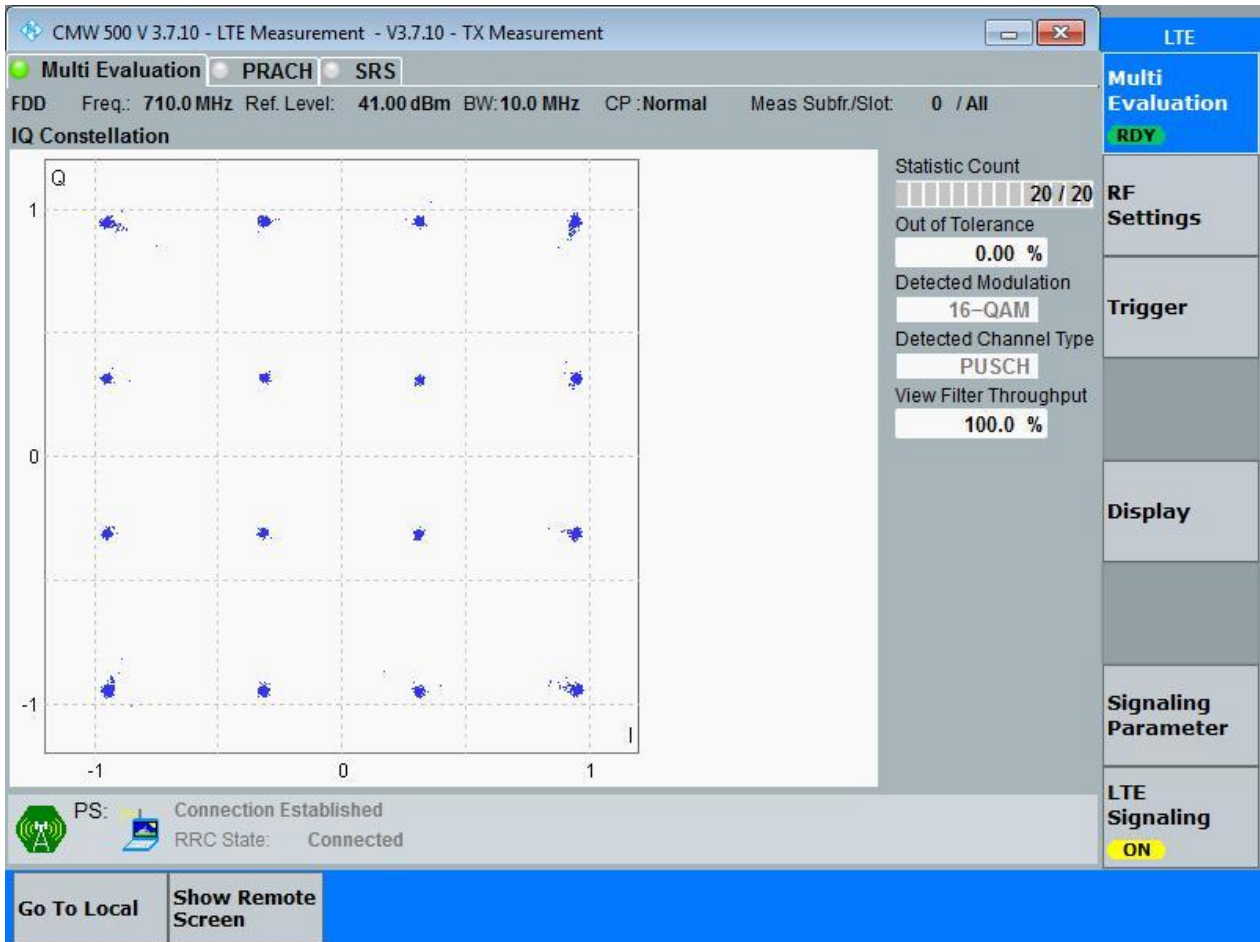 CMW 500 V 3.7.10 - LTE Measurement - V3.7.10 - TX Measurement
LTE
Multi Evaluation PRACH SRS
FDD Freq.: 710.0 MHz Ref. Level: 41.00 dBm BW: 10.0 MHz CP : Normal Meas Subfr./Slot: 0 / All
IQ Constellation
Q
1
0
-1
I
-1 0 1
Statistic Count
20 / 20
Out of Tolerance
0.00 %
Detected Modulation
16-QAM
Detected Channel Type
PUSCH
View Filter Throughput
100.0 %
Multi
Evaluation
RDY
RF
Settings
Trigger
Display
Signaling
Parameter
LTE
Signaling
ON
PS: Connection Established
RRC State: Connected
Go To Local
Show Remote
Screen